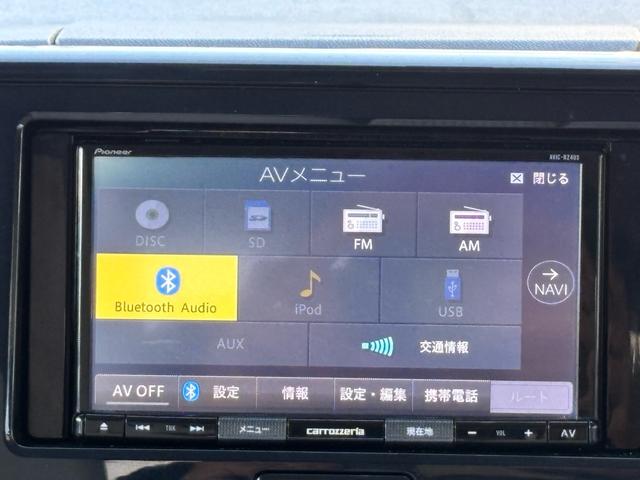 Pioneer AVIC-RZ403
AVメニュー 閉じる
DISC SD FM AM
Bluetooth Audio iPod USB NAVI
AUX 交通情報
AV OFF 設定 情報 設定・編集 携帯電話 ルート
TRK メニュー carrozzeria 現在地 VOL AV